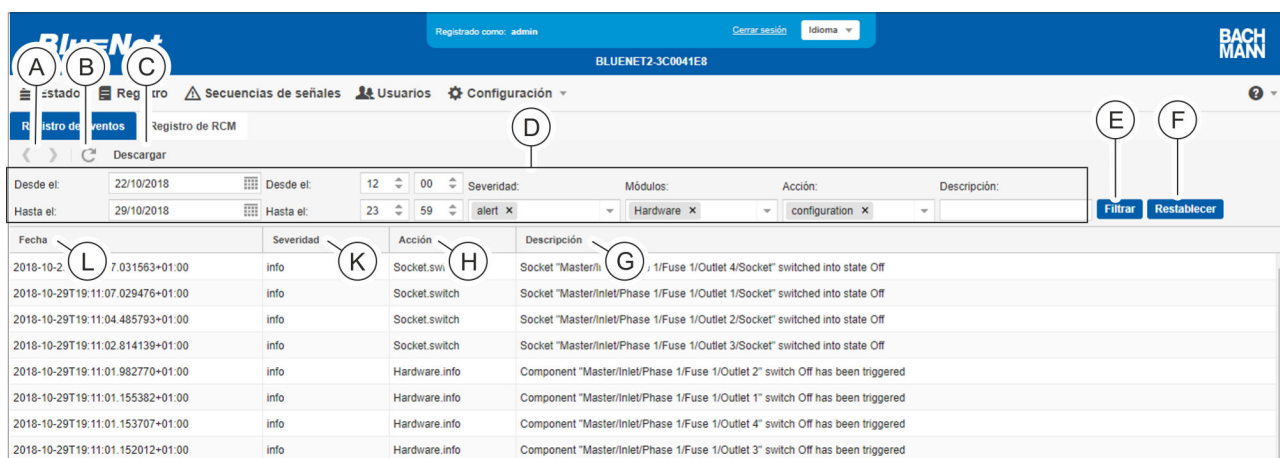 Registrado como: admin Cerrar sesión Idioma
BlueNet
BACH
MANN
BLUENET2-3C0041E8
A B C
Estado Registro Secuencias de señales Usuarios Configuración ?
Registro de eventos Registro de RCM
D E F
Descargar
Desde el: 22/10/2018 Desde el: 12 00 Severidad: Módulos: Acción: Descripción:
Hasta el: 29/10/2018 Hasta el: 23 59 alert × Hardware × configuration × Filtrar Restablecer
Fecha Severidad Acción Descripción
L K H G
7.031563+01:00 info Socket "Master/ 1/Fuse 1/Outlet 4/Socket" switched into state Off
2018-10-29T19:11:07.029476+01:00 info Socket.switch Socket "Master/Inlet/Phase 1/Fuse 1/Outlet 1/Socket" switched into state Off
2018-10-29T19:11:04.485793+01:00 info Socket.switch Socket "Master/Inlet/Phase 1/Fuse 1/Outlet 2/Socket" switched into state Off
2018-10-29T19:11:02.814139+01:00 info Socket.switch Socket "Master/Inlet/Phase 1/Fuse 1/Outlet 3/Socket" switched into state Off
2018-10-29T19:11:01.982770+01:00 info Hardware.info Component "Master/Inlet/Phase 1/Fuse 1/Outlet 2" switch Off has been triggered
2018-10-29T19:11:01.155382+01:00 info Hardware.info Component "Master/Inlet/Phase 1/Fuse 1/Outlet 1" switch Off has been triggered
2018-10-29T19:11:01.153707+01:00 info Hardware.info Component "Master/Inlet/Phase 1/Fuse 1/Outlet 4" switch Off has been triggered
2018-10-29T19:11:01.152012+01:00 info Hardware.info Component "Master/Inlet/Phase 1/Fuse 1/Outlet 3" switch Off has been triggered